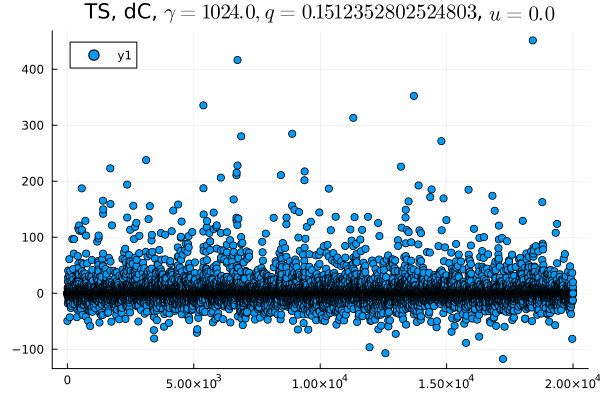 TS, dC, γ = 1024.0, q = 0.1512352802524803, u = 0.0
y1
400
300
200
100
0
−100
0 5.00×10³ 1.00×10⁴ 1.50×10⁴ 2.00×10⁴